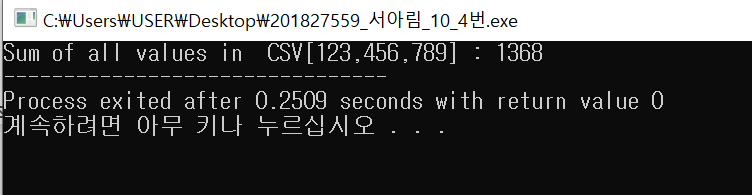 C:₩Users₩USER₩Desktop₩201827559_서아림_10_4번.exe
Sum of all values in  CSV[123,456,789] : 1368
--------------------------------
Process exited after 0.2509 seconds with return value 0
계속하려면 아무 키나 누르십시오 . . .